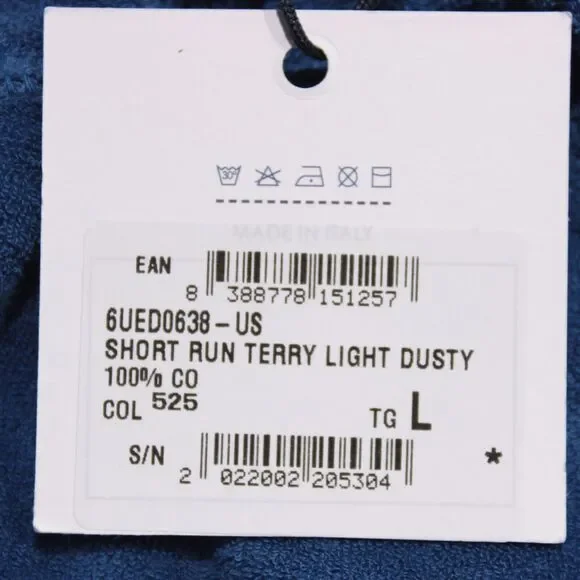 30°
MADE IN ITALY
EAN
8 388778 151257
6UED0638-US
SHORT RUN TERRY LIGHT DUSTY
100% CO
COL 525
TG L
S/N
2 022002 205304
*